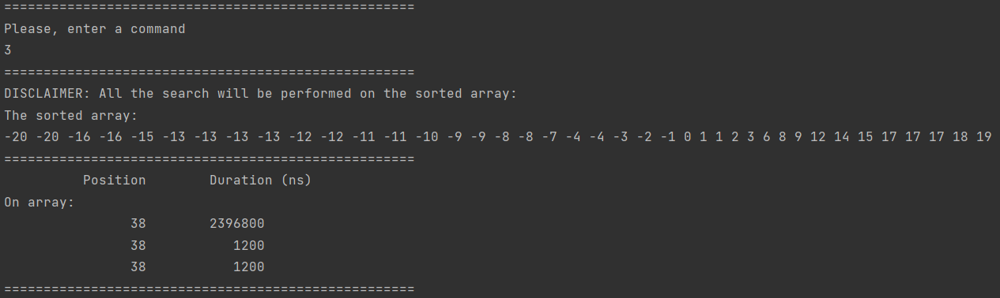 ====================================================
Please, enter a command
3
====================================================
DISCLAIMER: All the search will be performed on the sorted array:
The sorted array:
-20 -20 -16 -16 -15 -13 -13 -13 -13 -12 -12 -11 -11 -10 -9 -9 -8 -8 -7 -4 -4 -3 -2 -1 0 1 1 2 3 6 8 9 12 14 15 17 17 17 18 19
====================================================
          Position        Duration (ns)
On array:
                38        2396800
                38           1200
                38           1200
====================================================